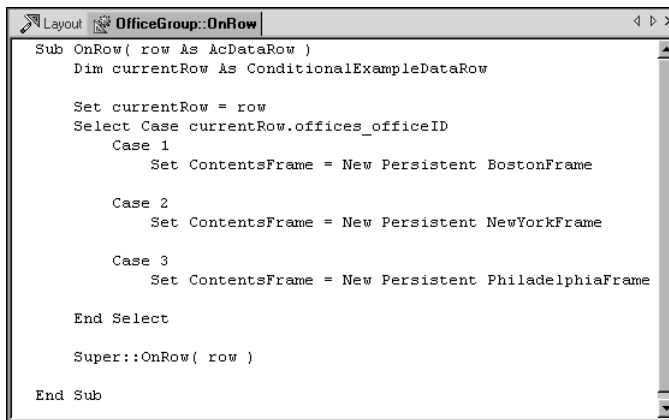 Layout OfficeGroup::OnRow
Sub OnRow( row As AcDataRow )
Dim currentRow As ConditionalExampleDataRow
Set currentRow = row
Select Case currentRow.offices_officeID
Case 1
Set ContentsFrame = New Persistent BostonFrame
Case 2
Set ContentsFrame = New Persistent NewYorkFrame
Case 3
Set ContentsFrame = New Persistent PhiladelphiaFrame
End Select
Super::OnRow( row )
End Sub